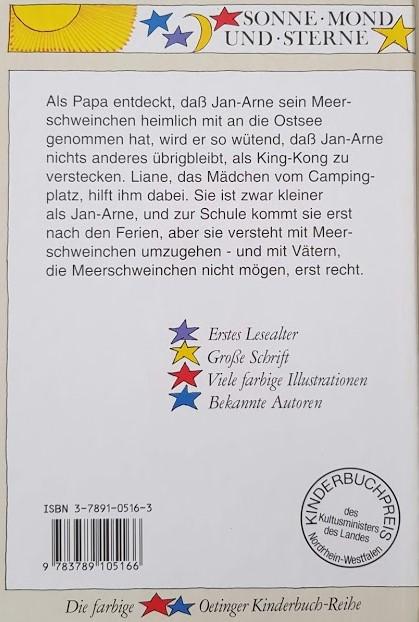 SONNE·MOND
UND·STERNE
Als Papa entdeckt, daß Jan-Arne sein Meer-
schweinchen heimlich mit an die Ostsee
genommen hat, wird er so wütend, daß Jan-Arne
nichts anderes übrigbleibt, als King-Kong zu
verstecken. Liane, das Mädchen vom Camping-
platz, hilft ihm dabei. Sie ist zwar kleiner
als Jan-Arne, und zur Schule kommt sie erst
nach den Ferien, aber sie versteht mit Meer-
schweinchen umzugehen - und mit Vätern,
die Meerschweinchen nicht mögen, erst recht.
Erstes Lesealter
Große Schrift
Viele farbige Illustrationen
Bekannte Autoren
ISBN 3-7891-0516-3
9 783789 105166
KINDERBUCHPREIS
des
Kultusministers
des Landes
Nordrhein-Westfalen
Die farbige Oetinger Kinderbuch-Reihe